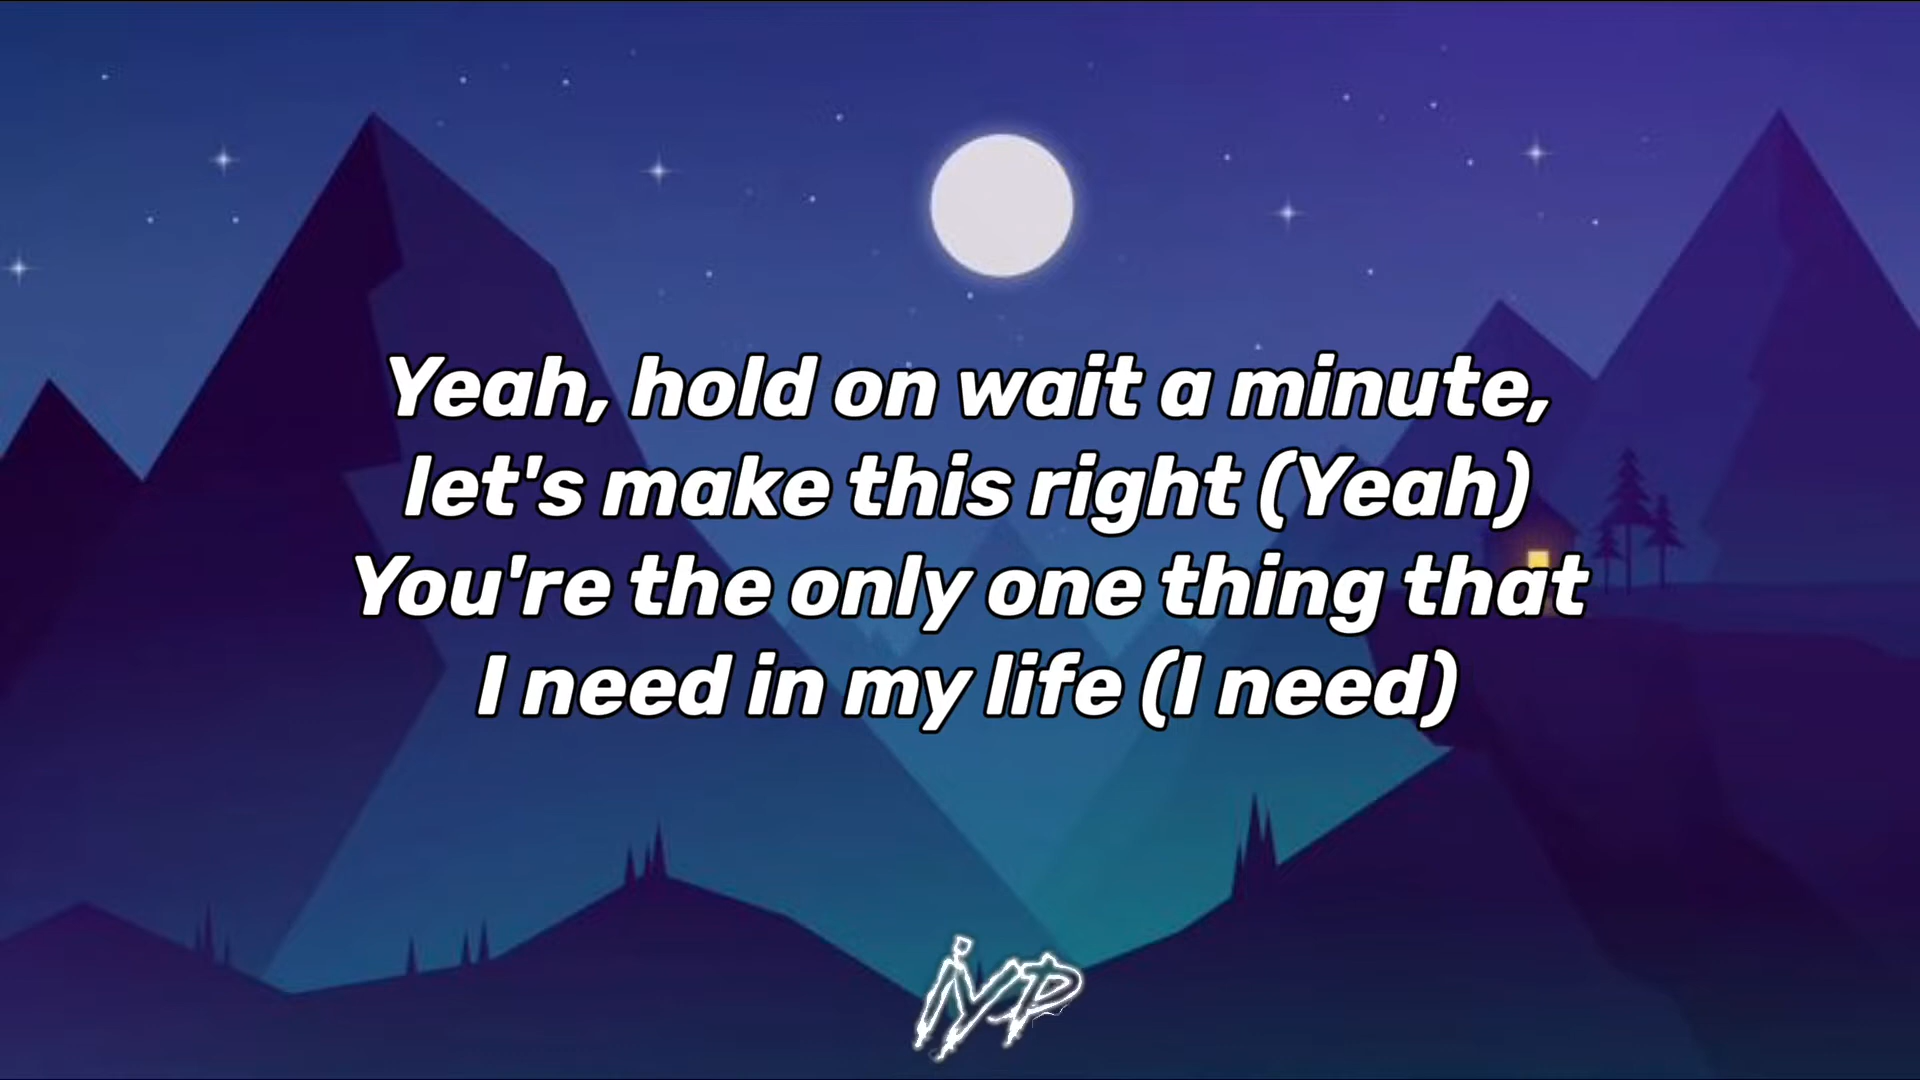 Yeah, hold on wait a minute,
let's make this right (Yeah)
You're the only one thing that
I need in my life (I need)
iYP